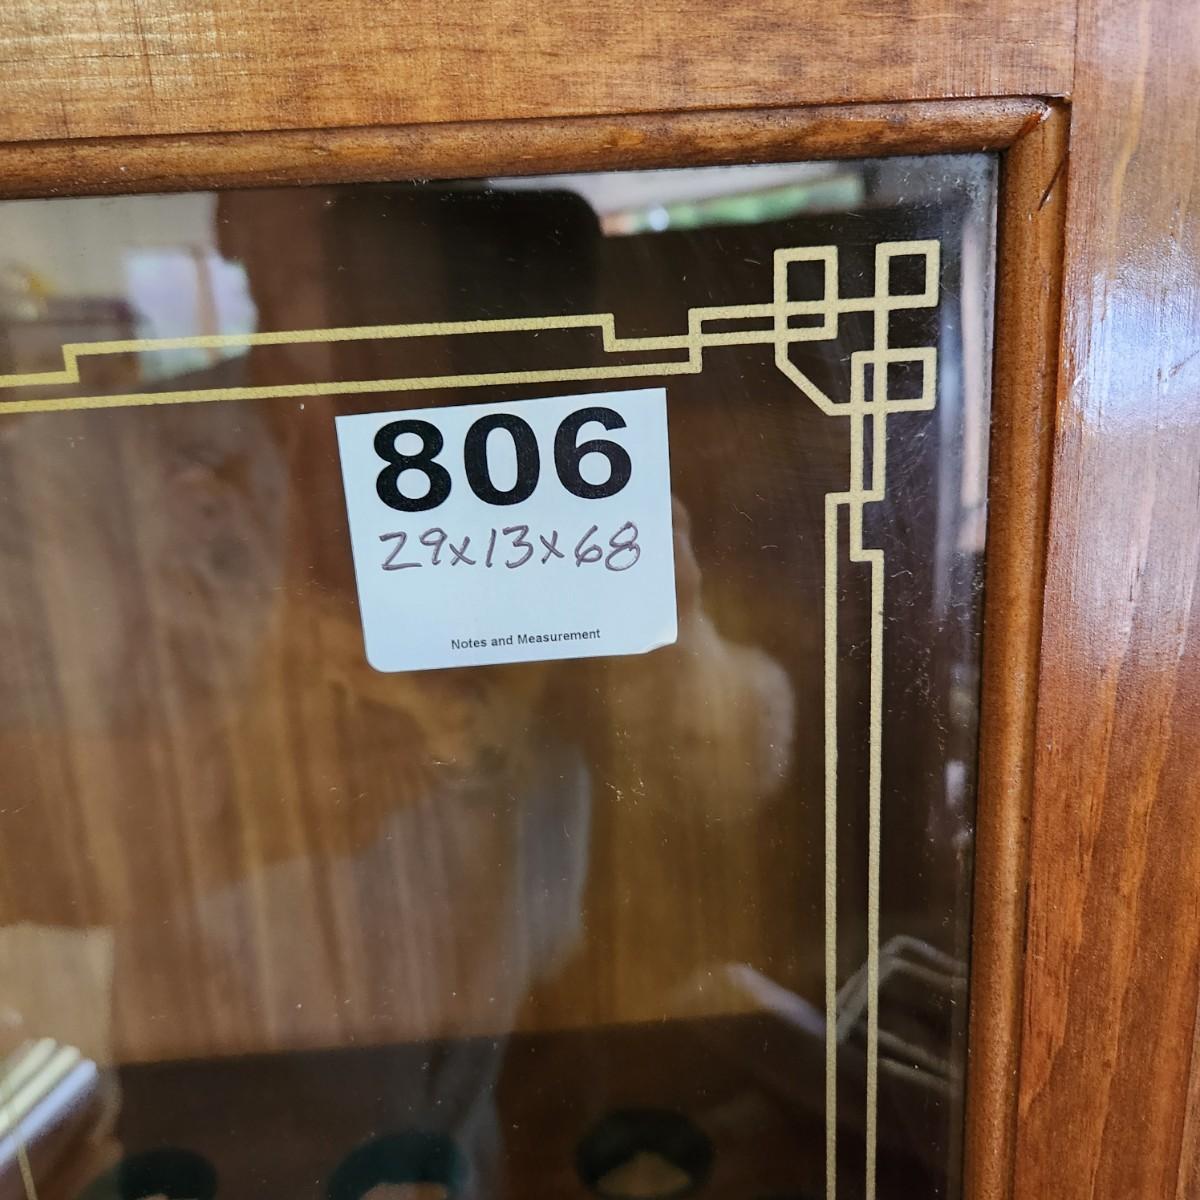 806
29x13x68
Notes and Measurement